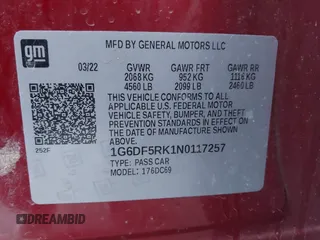 gm
MFD BY GENERAL MOTORS LLC
03/22 GVWR GAWR FRT GAWR RR
2068 KG 952 KG 1116 KG
4560 LB 2099 LB 2460 LB
THIS VEHICLE CONFORMS TO ALL
APPLICABLE U.S. FEDERAL MOTOR
VEHICLE SAFETY, BUMPER, AND THEFT
PREVENTION STANDARDS IN EFFECT
ON THE DATE OF MANUFACTURE
SHOWN ABOVE.
252F
1G6DF5RK1N0117257
TYPE: PASS CAR
MODEL: 176DC69
DREAMBID